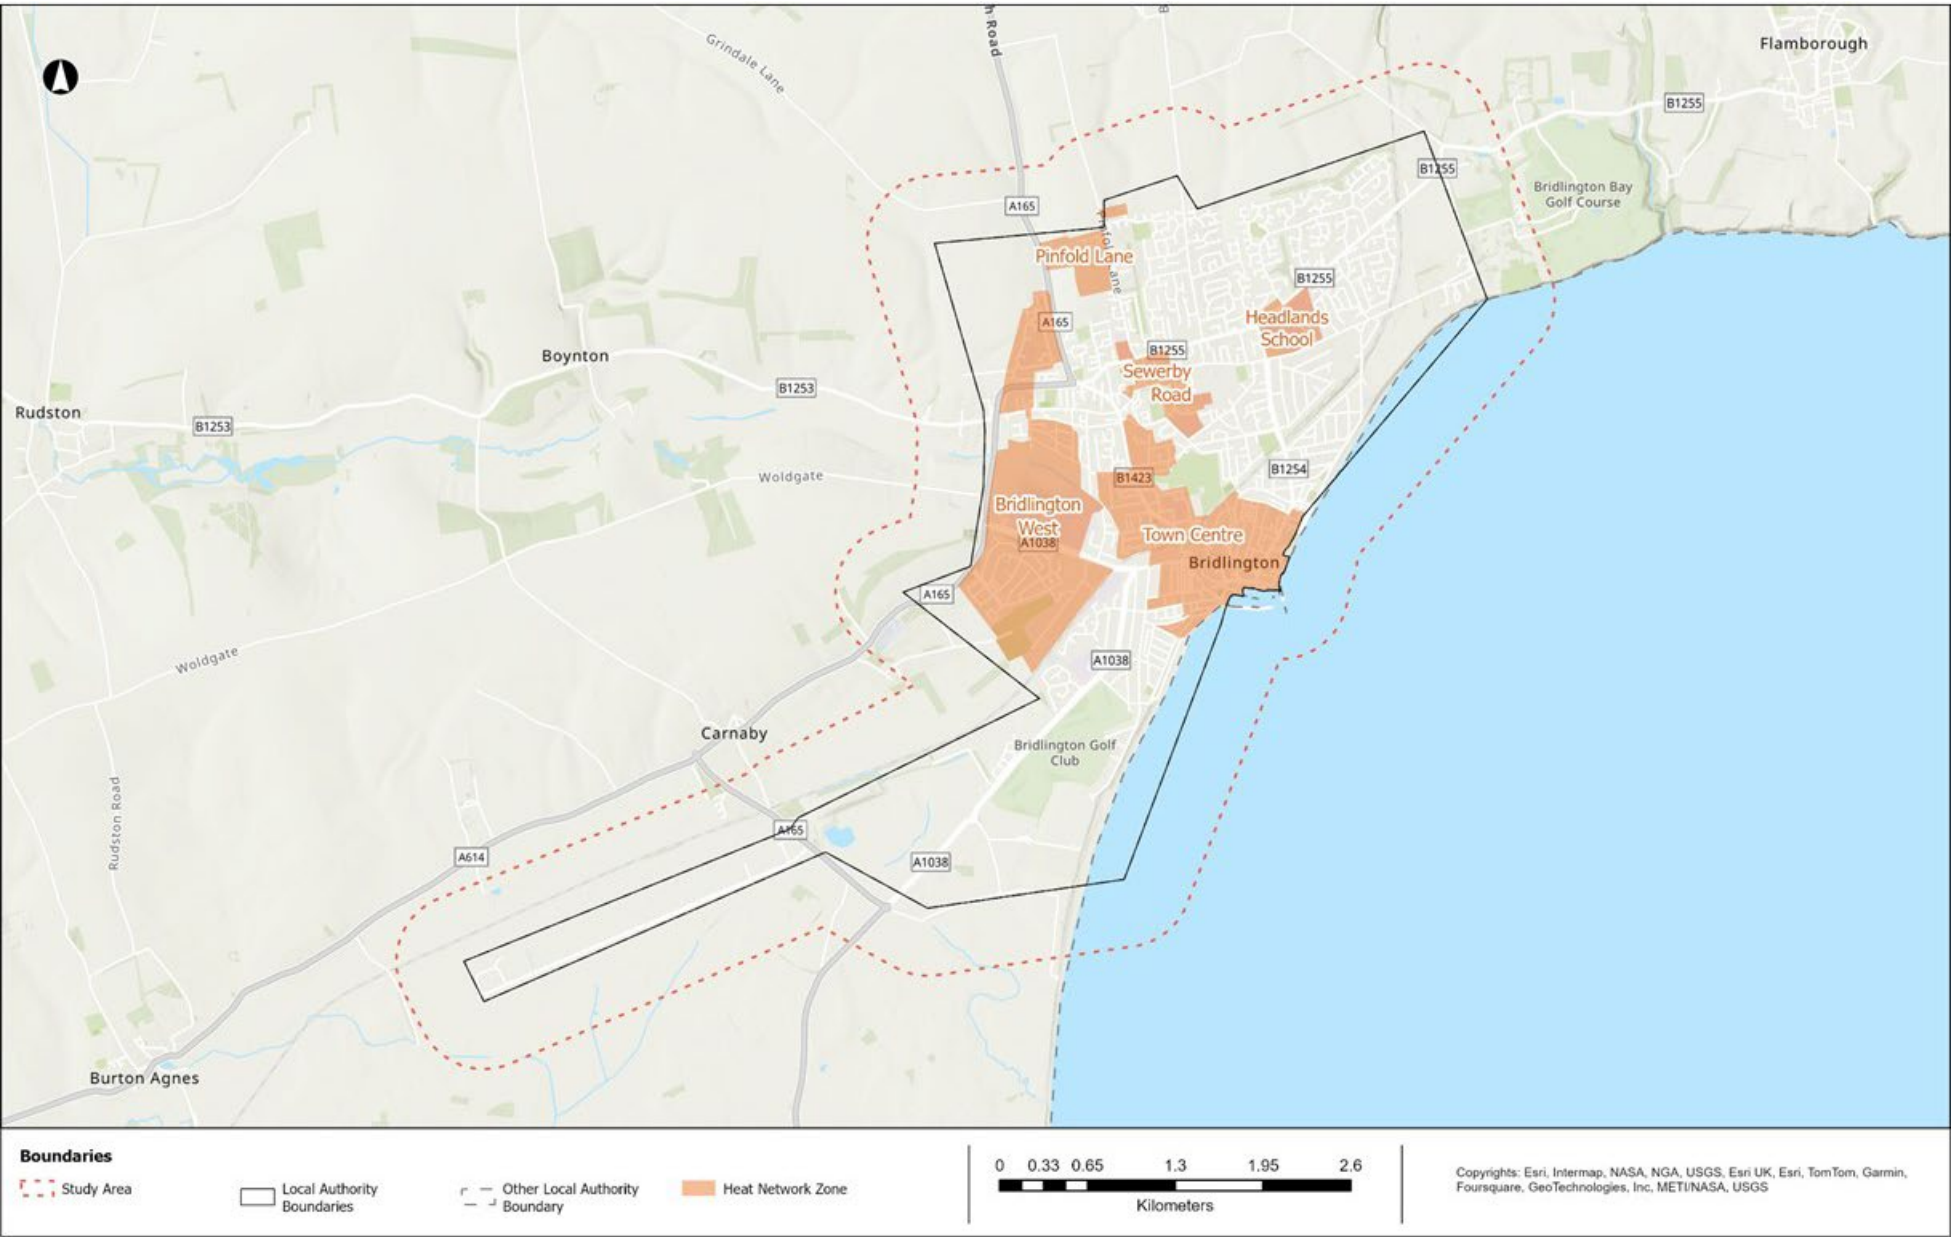 h Road
B
Flamborough
Grindale Lane
B1255
B1255
Bridlington Bay
Golf Course
A165
Pinfold Lane
Pinfold Lane
B1255
Headlands
School
A165
B1255
Boynton
Sewerby
Road
B1253
Rudston
B1253
B1254
Woldgate
B1423
Bridlington
West
A1038
Town Centre
Bridlington
A165
Woldgate
A1038
Carnaby
Bridlington Golf
Club
Rudston Road
A165
A614
A1038
Burton Agnes
Boundaries
Study Area
Local Authority
Boundaries
Other Local Authority
Boundary
Heat Network Zone
0 0.33 0.65 1.3 1.95 2.6
Kilometers
Copyrights: Esri, Intermap, NASA, NGA, USGS, Esri UK, Esri, TomTom, Garmin,
Foursquare, GeoTechnologies, Inc, METI/NASA, USGS